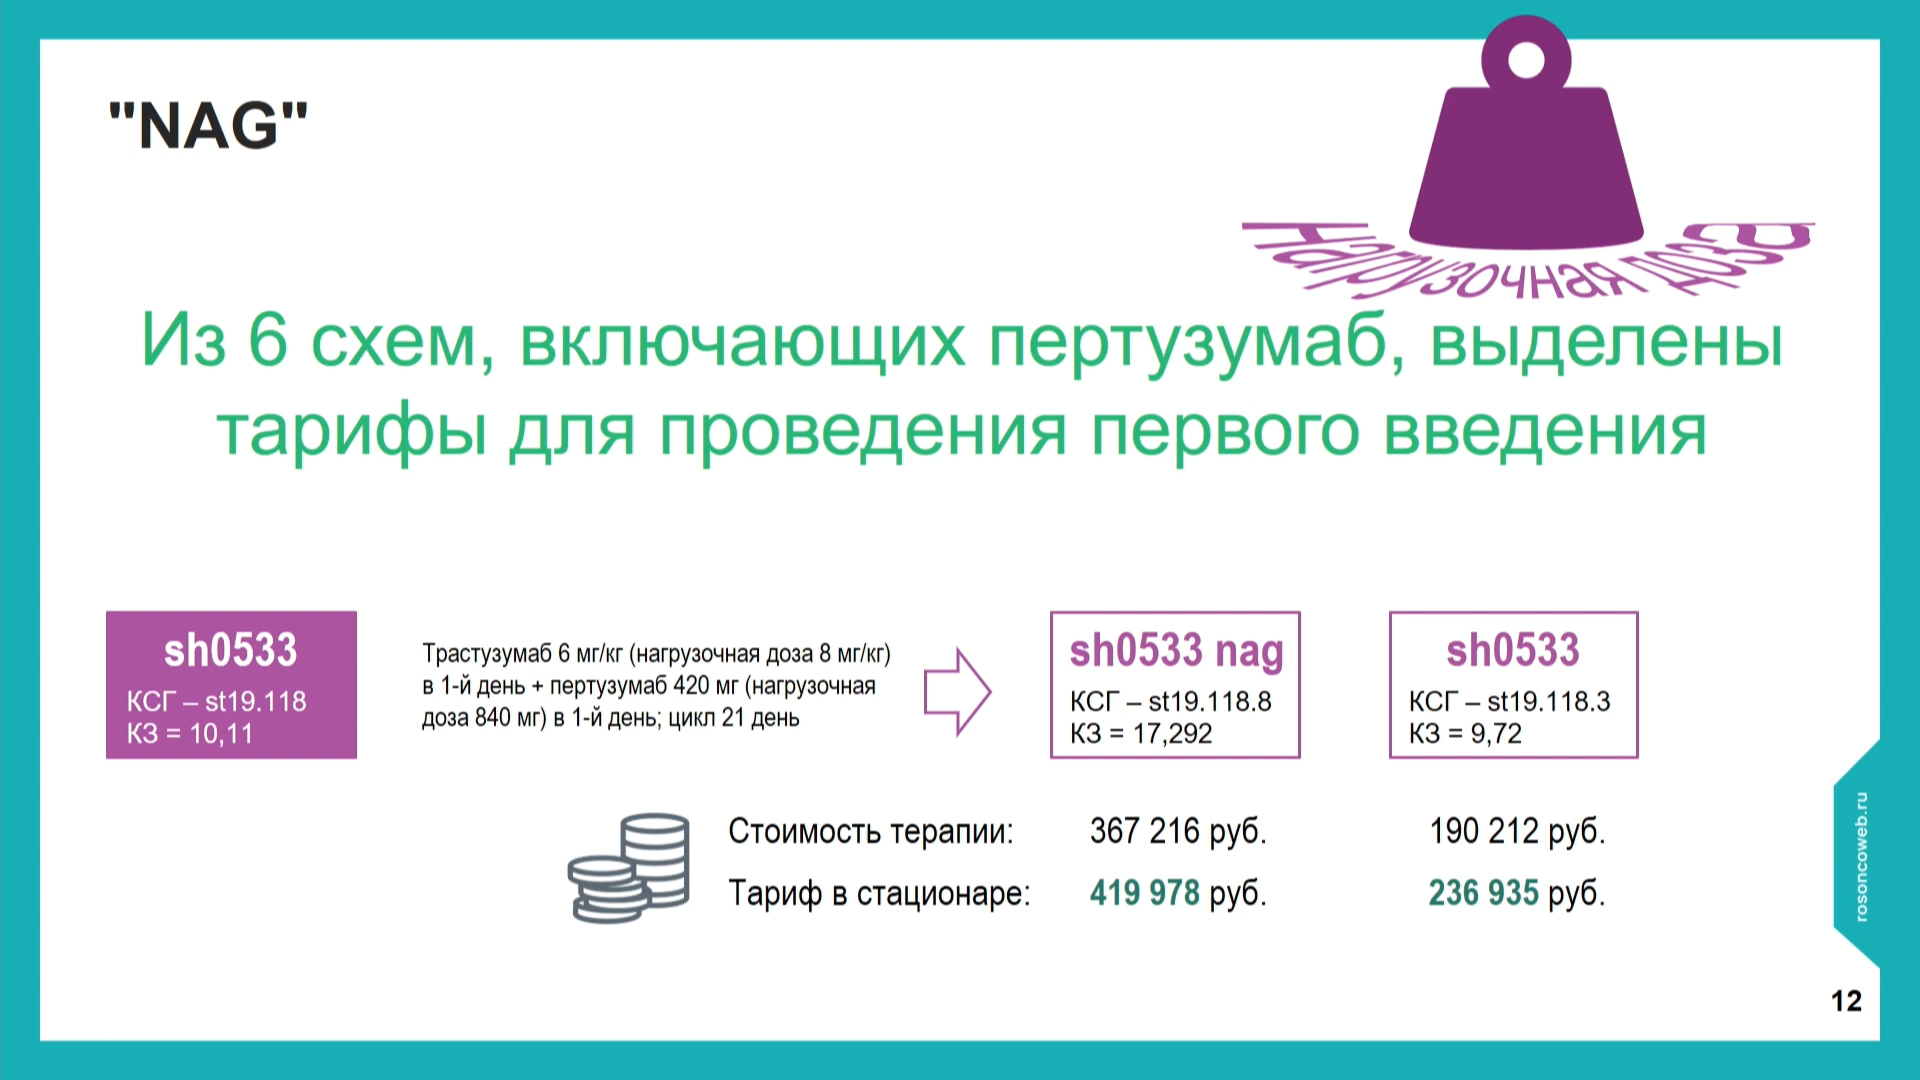 "NAG"
Нагрузочная доза
Из 6 схем, включающих пертузумаб, выделены
тарифы для проведения первого введения
sh0533
КСГ – st19.118
КЗ = 10,11
Трастузумаб 6 мг/кг (нагрузочная доза 8 мг/кг)
в 1-й день + пертузумаб 420 мг (нагрузочная
доза 840 мг) в 1-й день; цикл 21 день
sh0533 nag
КСГ – st19.118.8
КЗ = 17,292
sh0533
КСГ – st19.118.3
КЗ = 9,72
Стоимость терапии: 367 216 руб. 190 212 руб.
Тариф в стационаре: 419 978 руб. 236 935 руб.
rosoncoweb.ru
12